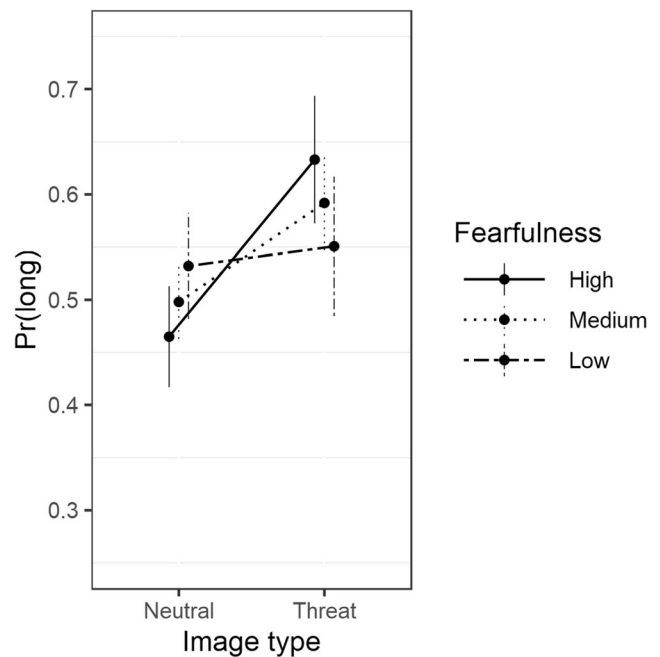 0.7
0.6
0.5
0.4
0.3
Pr(long)
Neutral
Threat
Image type
Fearfulness
High
Medium
Low